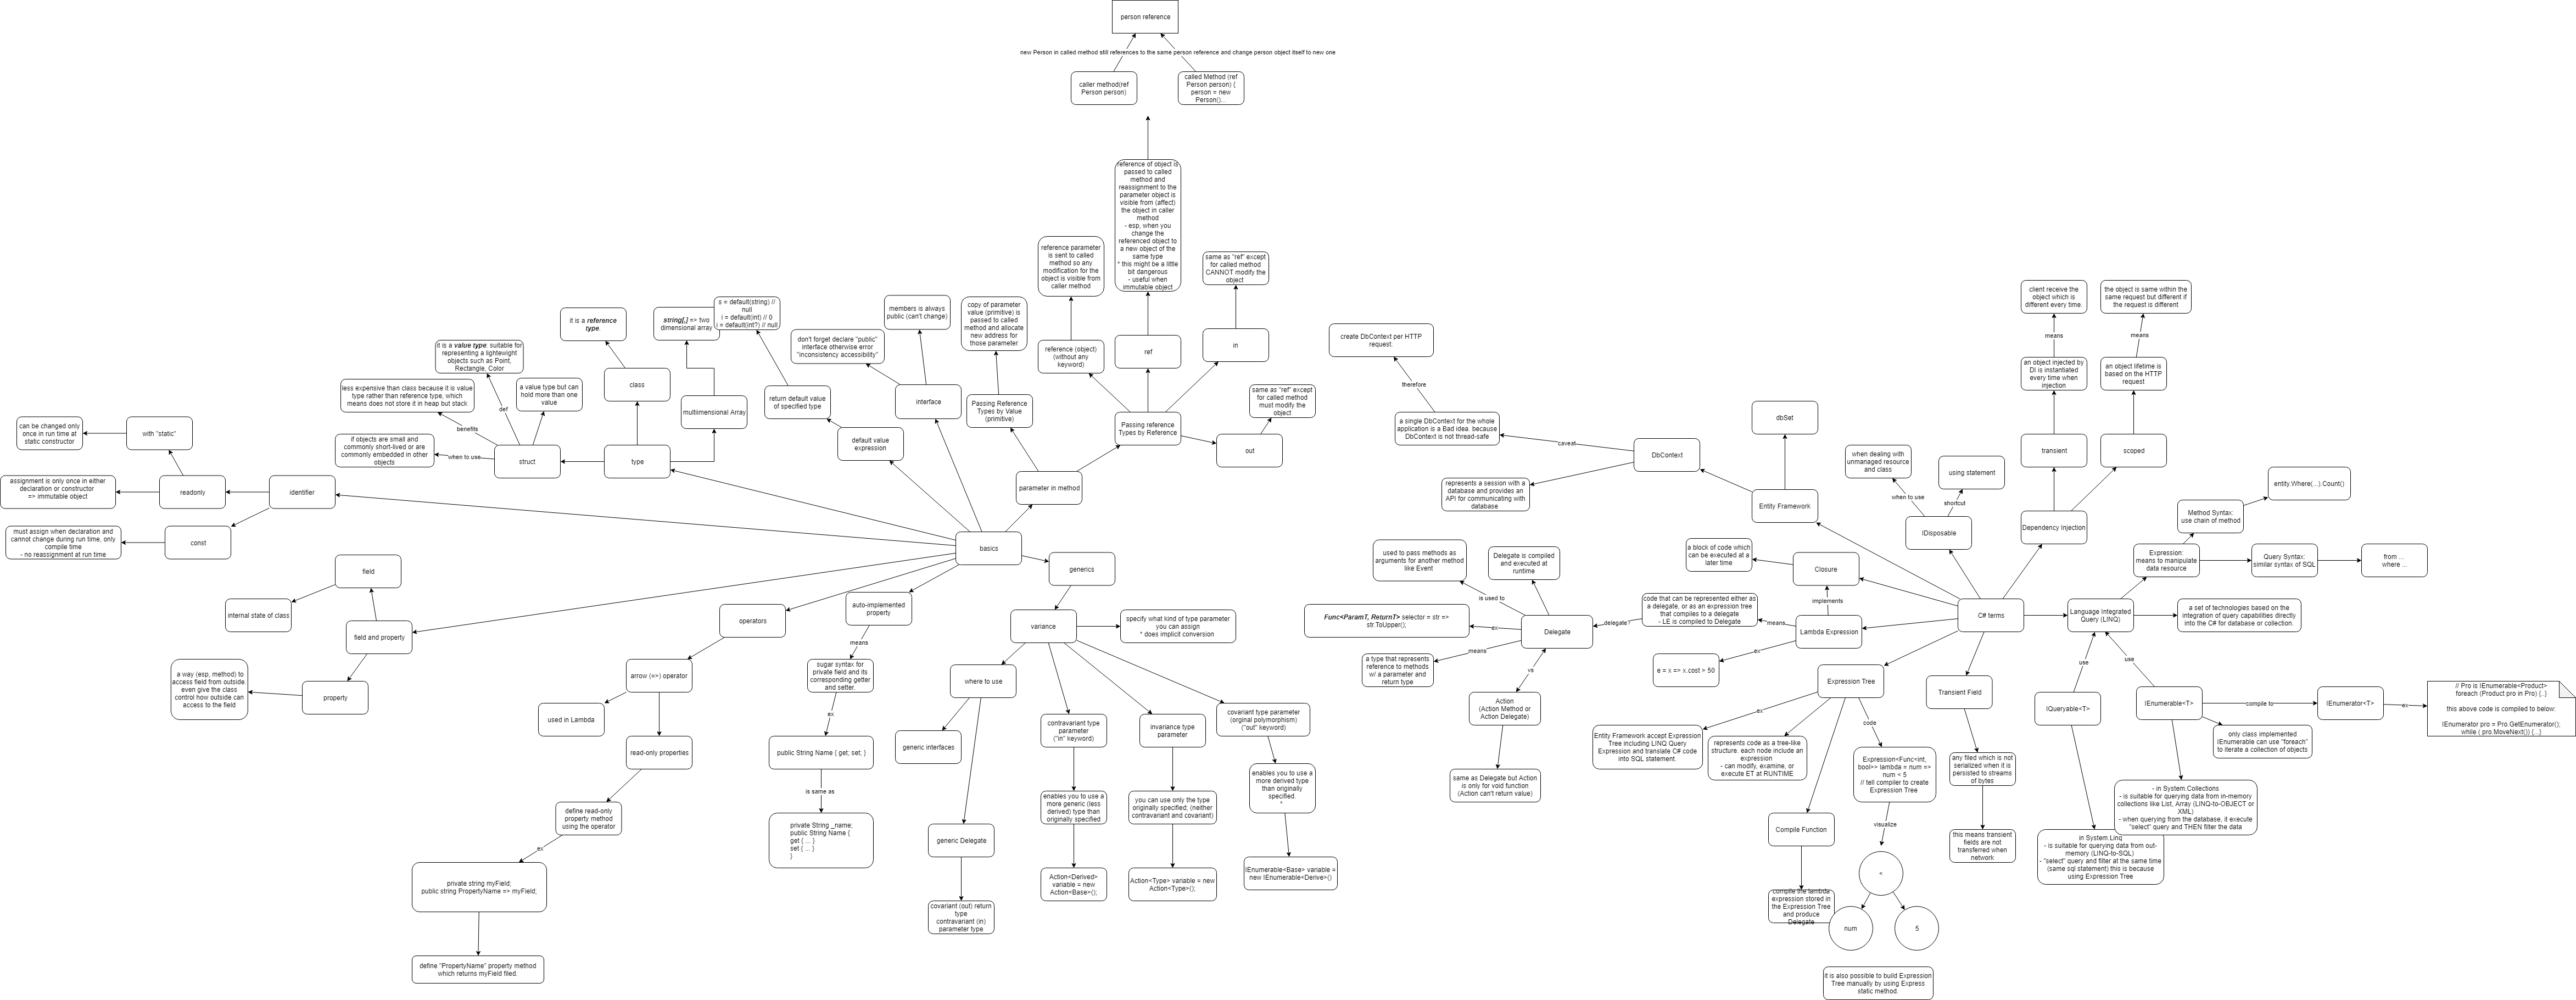 person reference
new Person in called method still references to the same person reference and change person object itself to new one
caller method(ref
Person person)
called Method (ref
Person person) {
person = new
Person()...
reference of object is
passed to called
method and
reassignment to the
parameter object is
visible from (affect)
the object in caller
method
- esp, when you
change the
referenced object to
a new object of the
same type
* this might be a little
bit dangerous
- useful when
immutable object
reference parameter
is sent to called
method so any
modification for the
object is visible from
caller method
same as "ref" except
for called method
CANNOT modify the
object
ref
in
reference (object)
(without any
keyword)
copy of parameter
value (primitive) is
passed to called
method and allocate
new address for
those parameter
members is always
public (can't change)
don't forget declare "public"
interface otherwise error
"inconsistency accessibility"
s = default(string) //
null
i = default(int) // 0
i = default(int?) // null
string[,] => two
dimensional array
it is a reference
type.
it is a value type: suitable for
representing a lightewight
objects such as Point,
Rectangle, Color
less expensive than class because it is value
type rather than reference type, which
means does not store it in heap but stack
a value type but can
hold more than one
value
def
benefits
when to use
if objects are small and
commonly short-lived or are
commonly embedded in other
objects
struct
type
class
multiimensional Array
return default value
of specified type
default value
expression
interface
Passing Reference
Types by Value
(primitive)
Passing reference
Types by Reference
same as "ref" except
for called method
must modify the
object
out
parameter in method
can be changed only
once in run time at
static constructor
with "static"
assignment is only once in either
declaration or constructor
=> immutable object
readonly
identifier
must assign when declaration and
cannot change during run time, only
compile time
- no reassignment at run time
const
basics
generics
field
internal state of class
field and property
property
a way (esp, method) to
access field from outside.
even give the class
control how outside can
access to the field
operators
auto-implemented
property
means
sugar syntax for
private field and its
corresponding getter
and setter.
ex
public String Name { get; set; }
is same as
private String _name;
public String Name {
get { ... }
set { ... }
}
arrow (=>) operator
used in Lambda
read-only properties
define read-only
property method
using the operator
ex
private string myField;
public string PropertyName => myField;
define "PropertyName" property method
which returns myField filed.
variance
specify what kind of type parameter
you can assign
* does implicit conversion
where to use
generic interfaces
generic Delegate
covariant (out) return
type
contravariant (in)
parameter type
contravariant type
parameter
("in" keyword)
enables you to use a
more generic (less
derived) type than
originally specified
Action<Derived>
variable = new
Action<Base>();
invariance type
parameter
you can use only the type
originally specified; (neither
contravariant and covariant)
Action<Type> variable = new
Action<Type>();
covariant type parameter
(orginal polymorphism)
("out" keyword)
enables you to use a
more derived type
than originally
specified.
*
IEnumerable<Base> variable =
new IEnumerable<Derive>()
create DbContext per HTTP
request.
therefore
a single DbContext for the whole
application is a Bad idea. because
DbContext is not thread-safe
caveat
DbContext
represents a session with a
database and provides an
API for communicating with
database
dbSet
Entity Framework
when dealing with
unmanaged resource
and class
using statement
when to use
shortcut
IDisposable
client receive the
object which is
different every time.
means
an object injected by
DI is instantiated
every time when
injection
transient
the object is same within the
same request but different if
the request is different
means
an object lifetime is
based on the HTTP
request
scoped
Dependency Injection
entity.Where(...).Count()
Method Syntax:
use chain of method
Expression:
means to manipulate
data resource
Query Syntax:
similar syntax of SQL
from ...
where ...
C# terms
Language Integrated
Query (LINQ)
a set of technologies based on the
integration of query capabilities directly
into the C# for database or collection.
a block of code which
can be executed at a
later time
Closure
implements
Lambda Expression
means
code that can be represented either as
a delegate, or as an expression tree
that compiles to a delegate
- LE is compiled to Delegate
delegate?
ex
e = x => x.cost > 50
used to pass methods as
arguments for another method
like Event
is used to
Delegate is compiled
and executed at
runtime
Func<ParamT, ReturnT> selector = str =>
str.ToUpper();
ex
Delegate
a type that represents
reference to methods
w/ a parameter and
return type
means
vs
Action
(Action Method or
Action Delegate)
same as Delegate but Action
is only for void function
(Action can't return value)
Expression Tree
ex
Entity Framework accept Expression
Tree including LINQ Query
Expression and translate C# code
into SQL statement.
represents code as a tree-like
structure. each node include an
expression
- can modify, examine, or
execute ET at RUNTIME
code
Expression<Func<int,
bool>> lambda = num =>
num < 5
// tell compiler to create
Expression Tree
visualize
<
num
5
Compile Function
compile the lambda
expression stored in
the Expression Tree
and produce
Delegate
it is also possible to build Expression
Tree manually by using Express
static method.
Transient Field
any filed which is not
serialized when it is
persisted to streams
of bytes
this means transient
fields are not
transferred when
network
use
use
IQueryable<T>
IEnumerable<T>
compile to
IEnumerator<T>
ex
// Pro is IEnumerable<Product>
foreach (Product pro in Pro) {..}
this above code is compiled to below:
IEnumerator pro = Pro.GetEnumerator();
while ( pro.MoveNext()) {...}
only class implemented
IEnumerable can use "foreach"
to iterate a collection of objects
- in System.Collections
- is suitable for querying data from in-memory
collections like List, Array (LINQ-to-OBJECT or
XML)
- when querying from the database, it execute
"select" query and THEN filter the data
in System.Linq
- is suitable for querying data from out-
memory (LINQ-to-SQL)
- "select" query and filter at the same time
(same sql statement) this is because
using Expression Tree